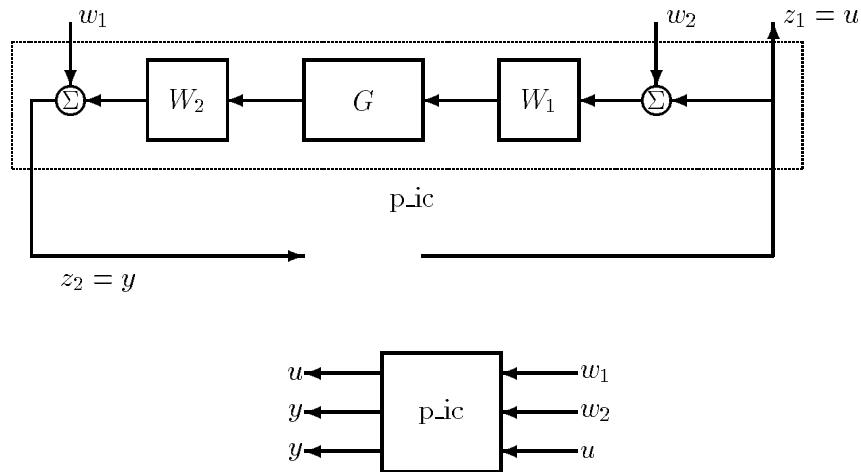 w₁ w₂ z₁ = u
Σ W₂ G W₁ Σ
p_ic
z₂ = y
u w₁
y p_ic w₂
y u